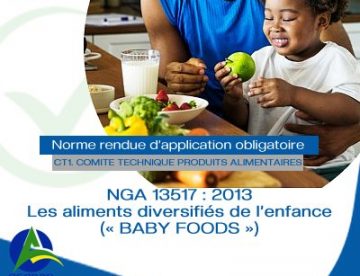 Norme rendue d'application obligatoire
CT1. COMITE TECHNIQUE PRODUITS ALIMENTAIRES
NGA 13517 : 2013
Les aliments diversifiés de l'enfance
(« BABY FOODS »)